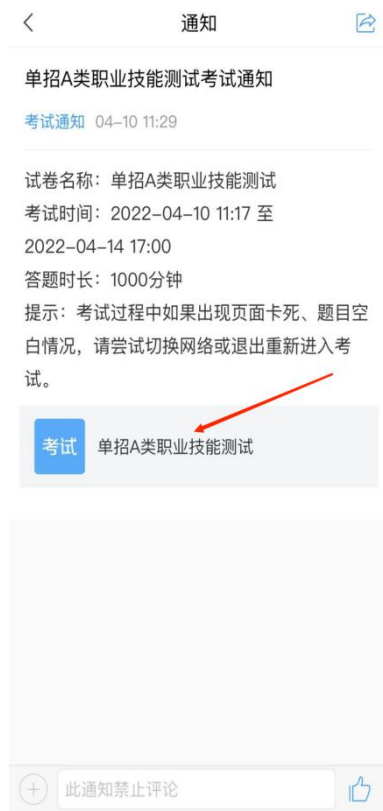 通知
单招A类职业技能测试考试通知
考试通知 04-10 11:29
试卷名称：单招A类职业技能测试
考试时间：2022-04-10 11:17 至
2022-04-14 17:00
答题时长：1000分钟
提示：考试过程中如果出现页面卡死、题目空
白情况，请尝试切换网络或退出重新进入考
试。
考试 单招A类职业技能测试
此通知禁止评论